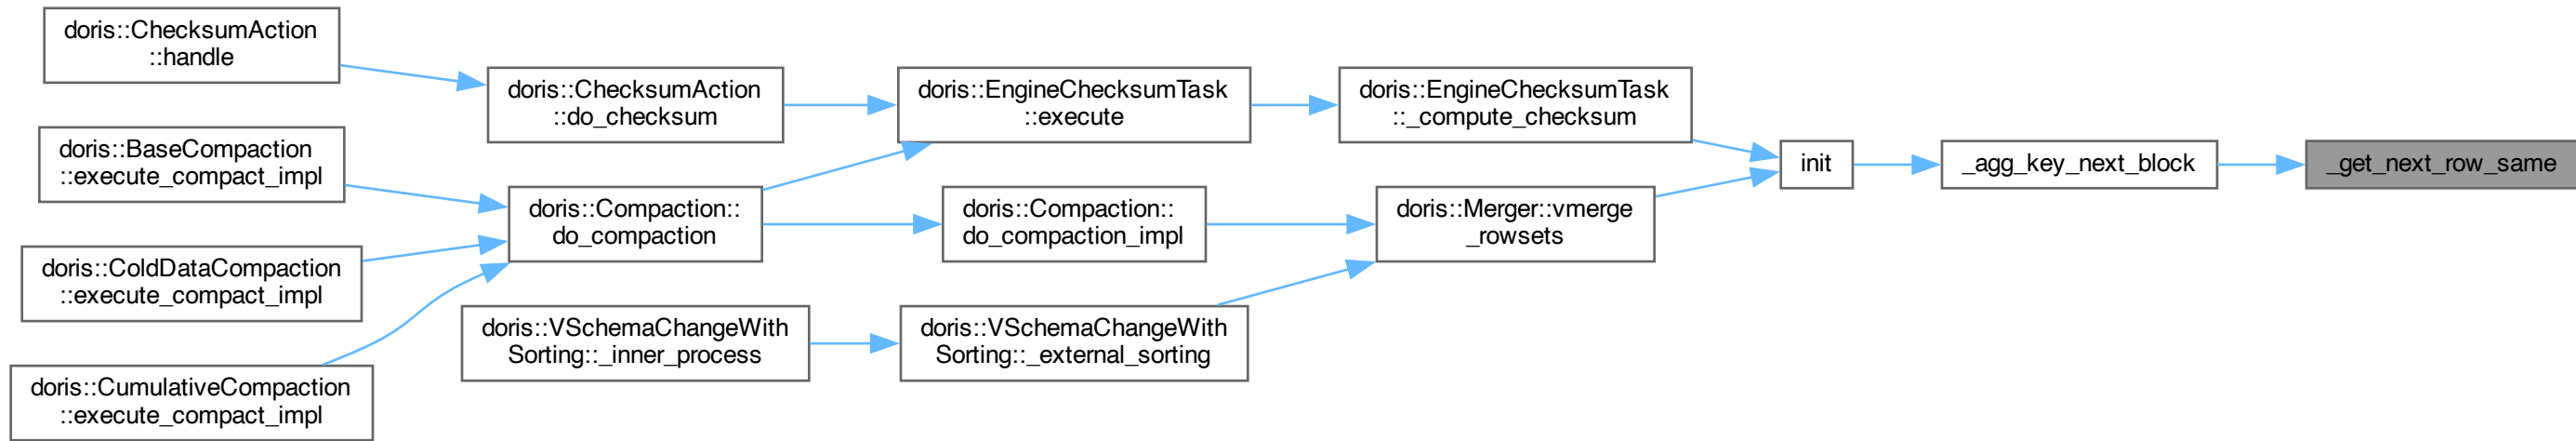 doris::ChecksumAction
::handle
doris::BaseCompaction
::execute_compact_impl
doris::ColdDataCompaction
::execute_compact_impl
doris::CumulativeCompaction
::execute_compact_impl
doris::ChecksumAction
::do_checksum
doris::Compaction::
do_compaction
doris::VSchemaChangeWith
Sorting::_inner_process
doris::EngineChecksumTask
::execute
doris::Compaction::
do_compaction_impl
doris::VSchemaChangeWith
Sorting::_external_sorting
doris::EngineChecksumTask
::_compute_checksum
doris::Merger::vmerge
_rowsets
init
_agg_key_next_block
_get_next_row_same